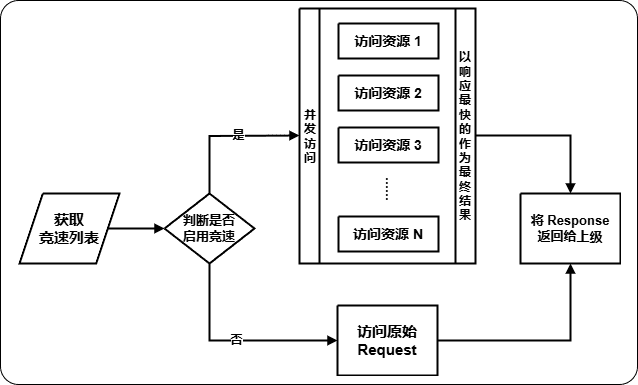 获取
竞速列表
判断是否
启用竞速
是
否
并发访问
访问资源 1
访问资源 2
访问资源 3
......
访问资源 N
以响应最快的作为最终结果
访问原始
Request
将 Response
返回给上级